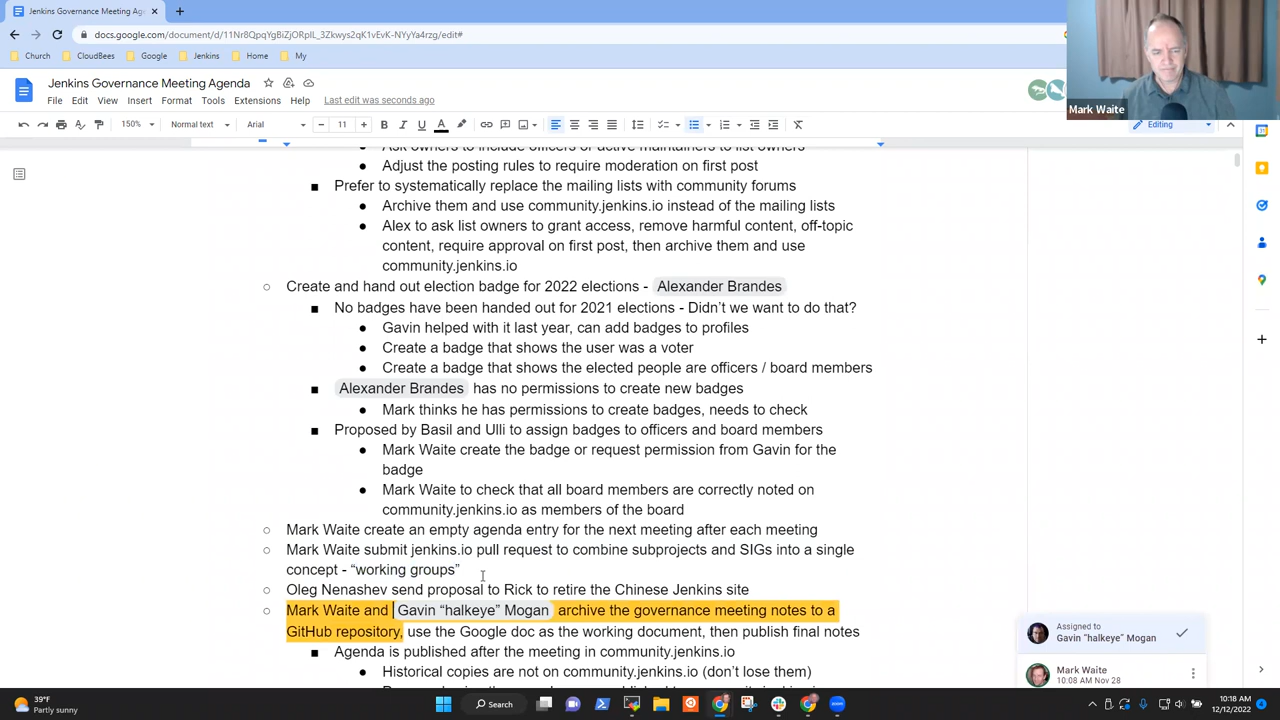 Jenkins Governance Meeting Age
docs.google.com/document/d/11Nr8QpqYgBiZjORpIL_3Zkwys2qK1vEvK-NYyYa4rzg/edit#
Church
CloudBees
Google
Jenkins
Home
My
Jenkins Governance Meeting Agenda
File Edit View Insert Format Tools Extensions Help Last edit was seconds ago
Mark Waite
150% Normal text Arial 11 Editing
Adjust the posting rules to require moderation on first post
Prefer to systematically replace the mailing lists with community forums
Archive them and use community.jenkins.io instead of the mailing lists
Alex to ask list owners to grant access, remove harmful content, off-topic
content, require approval on first post, then archive them and use
community.jenkins.io
Create and hand out election badge for 2022 elections - Alexander Brandes
No badges have been handed out for 2021 elections - Didn’t we want to do that?
Gavin helped with it last year, can add badges to profiles
Create a badge that shows the user was a voter
Create a badge that shows the elected people are officers / board members
Alexander Brandes has no permissions to create new badges
Mark thinks he has permissions to create badges, needs to check
Proposed by Basil and Ulli to assign badges to officers and board members
Mark Waite create the badge or request permission from Gavin for the
badge
Mark Waite to check that all board members are correctly noted on
community.jenkins.io as members of the board
Mark Waite create an empty agenda entry for the next meeting after each meeting
Mark Waite submit jenkins.io pull request to combine subprojects and SIGs into a single
concept - “working groups”
Oleg Nenashev send proposal to Rick to retire the Chinese Jenkins site
Mark Waite and Gavin “halkeye” Mogan archive the governance meeting notes to a
GitHub repository, use the Google doc as the working document, then publish final notes
Agenda is published after the meeting in community.jenkins.io
Historical copies are not on community.jenkins.io (don’t lose them)
Assigned to
Gavin “halkeye” Mogan
Mark Waite
10:08 AM Nov 28
39°F
Partly sunny
Search
10:18 AM
12/12/2022